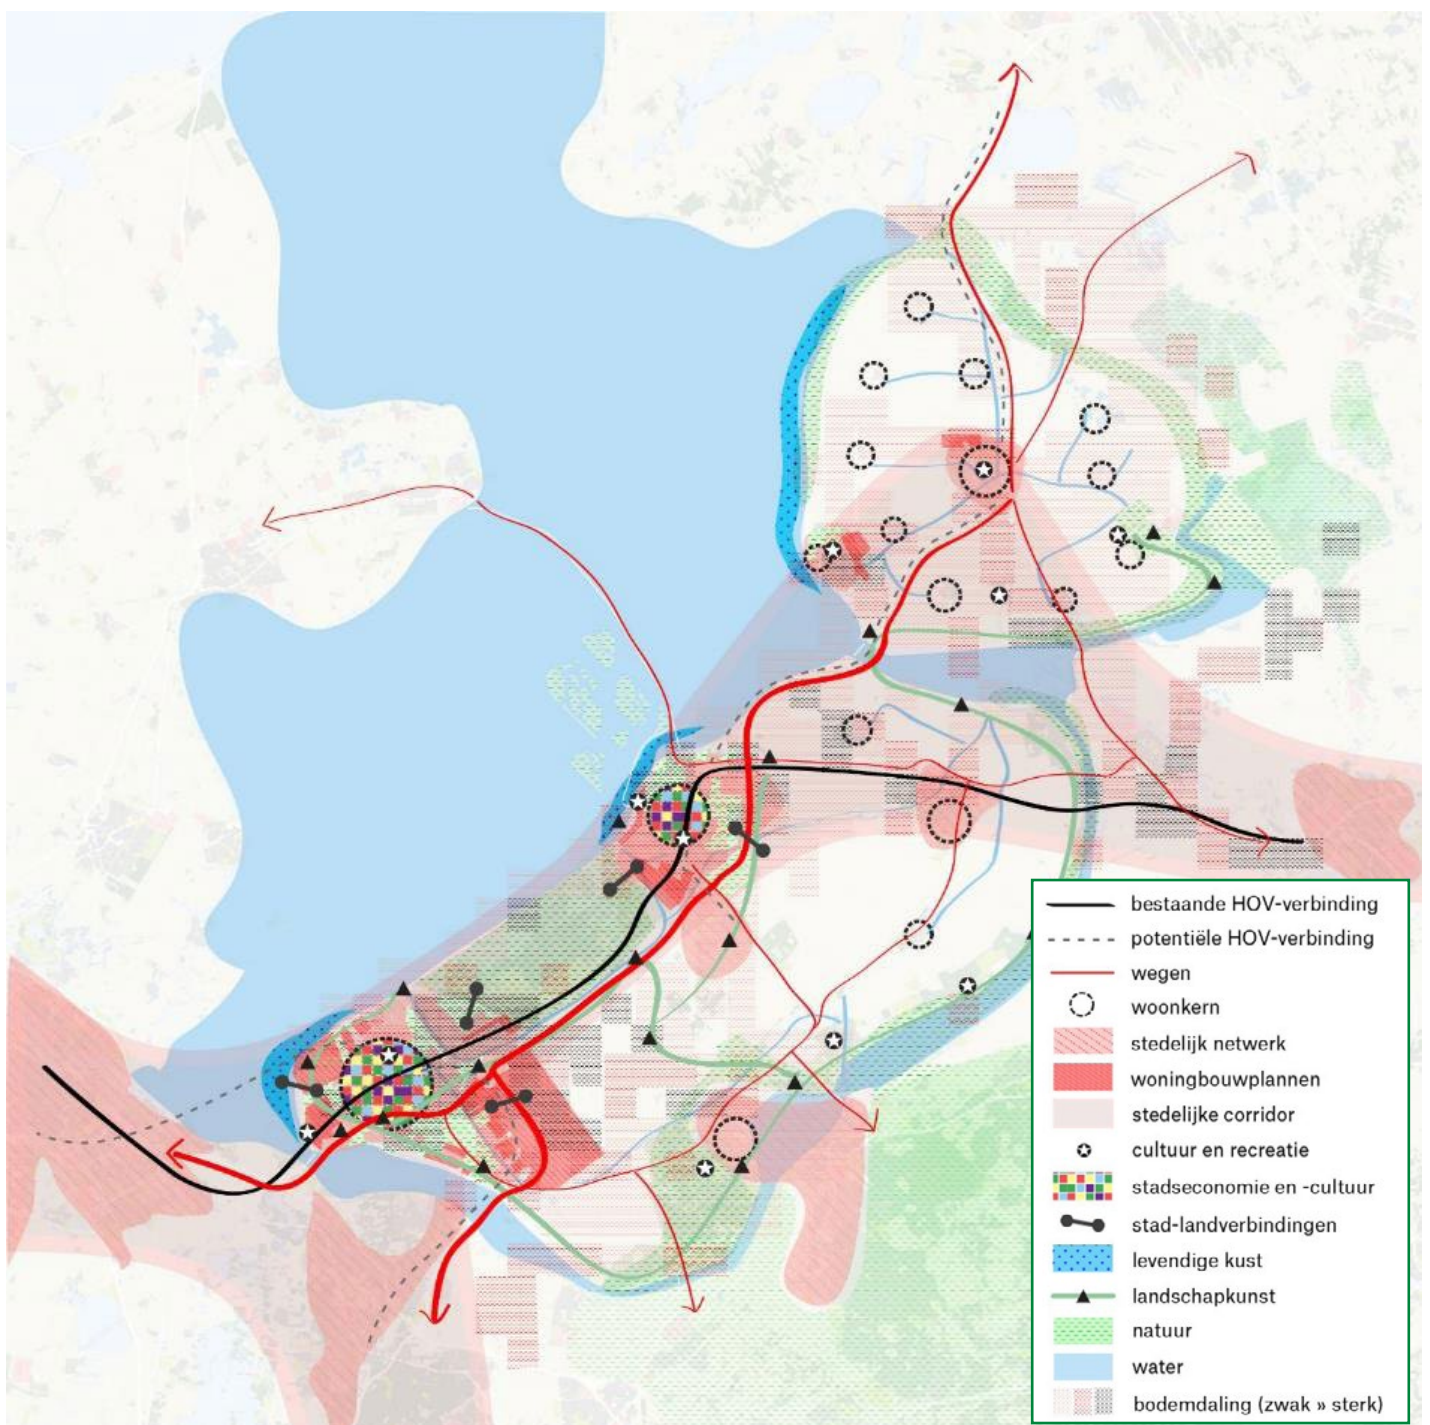 bestaande HOV-verbinding
potentiële HOV-verbinding
wegen
woonkern
stedelijk netwerk
woningbouwplannen
stedelijke corridor
cultuur en recreatie
stadseconomie en -cultuur
stad-landverbindingen
levendige kust
landschapkunst
natuur
water
bodemdaling (zwak » sterk)